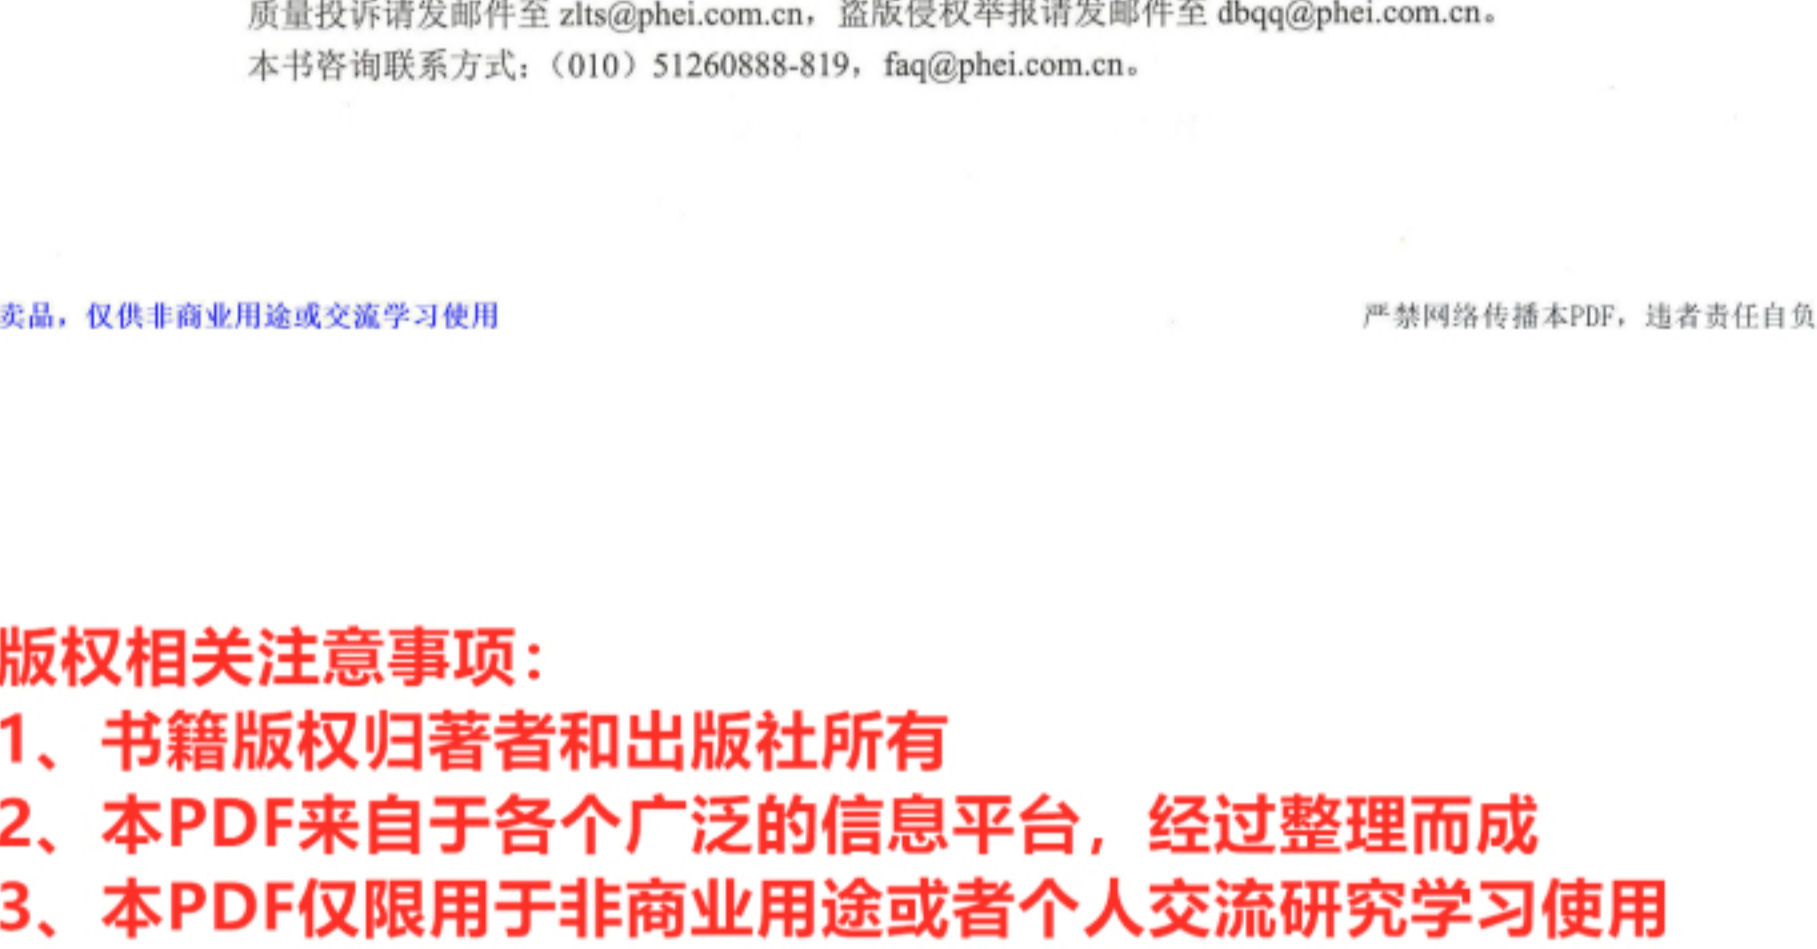 质量投诉请发邮件至 zlts@phei.com.cn，盗版侵权举报请发邮件至 dbqq@phei.com.cn。
本书咨询联系方式：（010）51260888-819，faq@phei.com.cn。
卖品，仅供非商业用途或交流学习使用
严禁网络传播本PDF，违者责任自负
版权相关注意事项：
1、书籍版权归著者和出版社所有
2、本PDF来自于各个广泛的信息平台，经过整理而成
3、本PDF仅限用于非商业用途或者个人交流研究学习使用